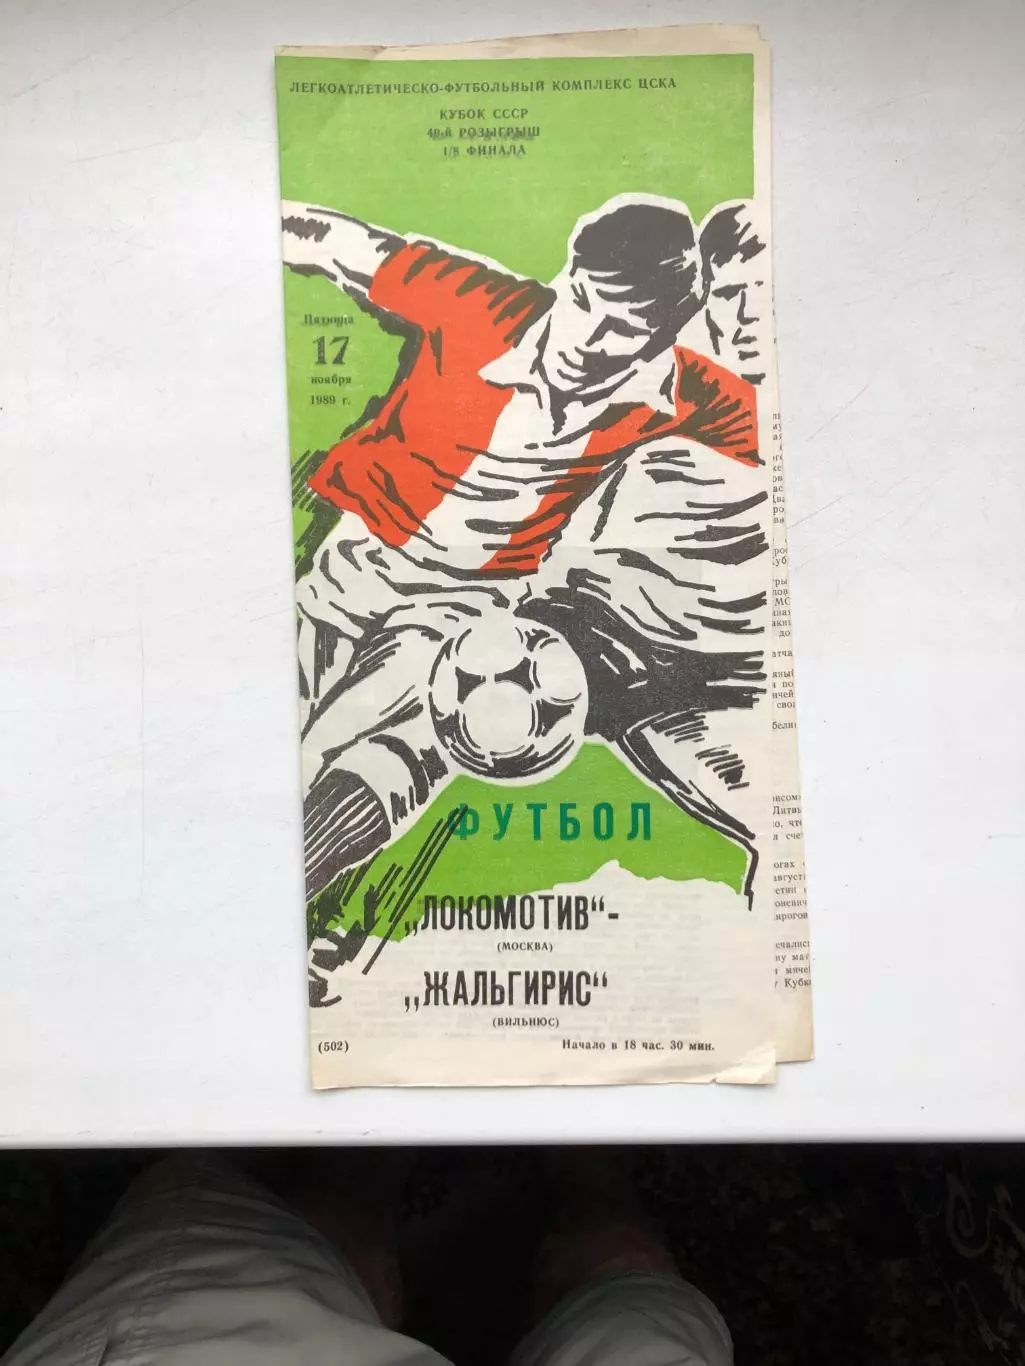 ЛЕГКОАТЛЕТИЧЕСКО-ФУТБОЛЬНЫЙ КОМПЛЕКС ЦСКА
КУБОК СССР
49-й РОЗЫГРЫШ
1/8 ФИНАЛА
Пятница
17
ноября
1989 г.
ФУТБОЛ
„ЛОКОМОТИВ“-
(МОСКВА)
„ЖАЛЬГИРИС“
(ВИЛЬНЮС)
(502)
Начало в 18 час. 30 мин.